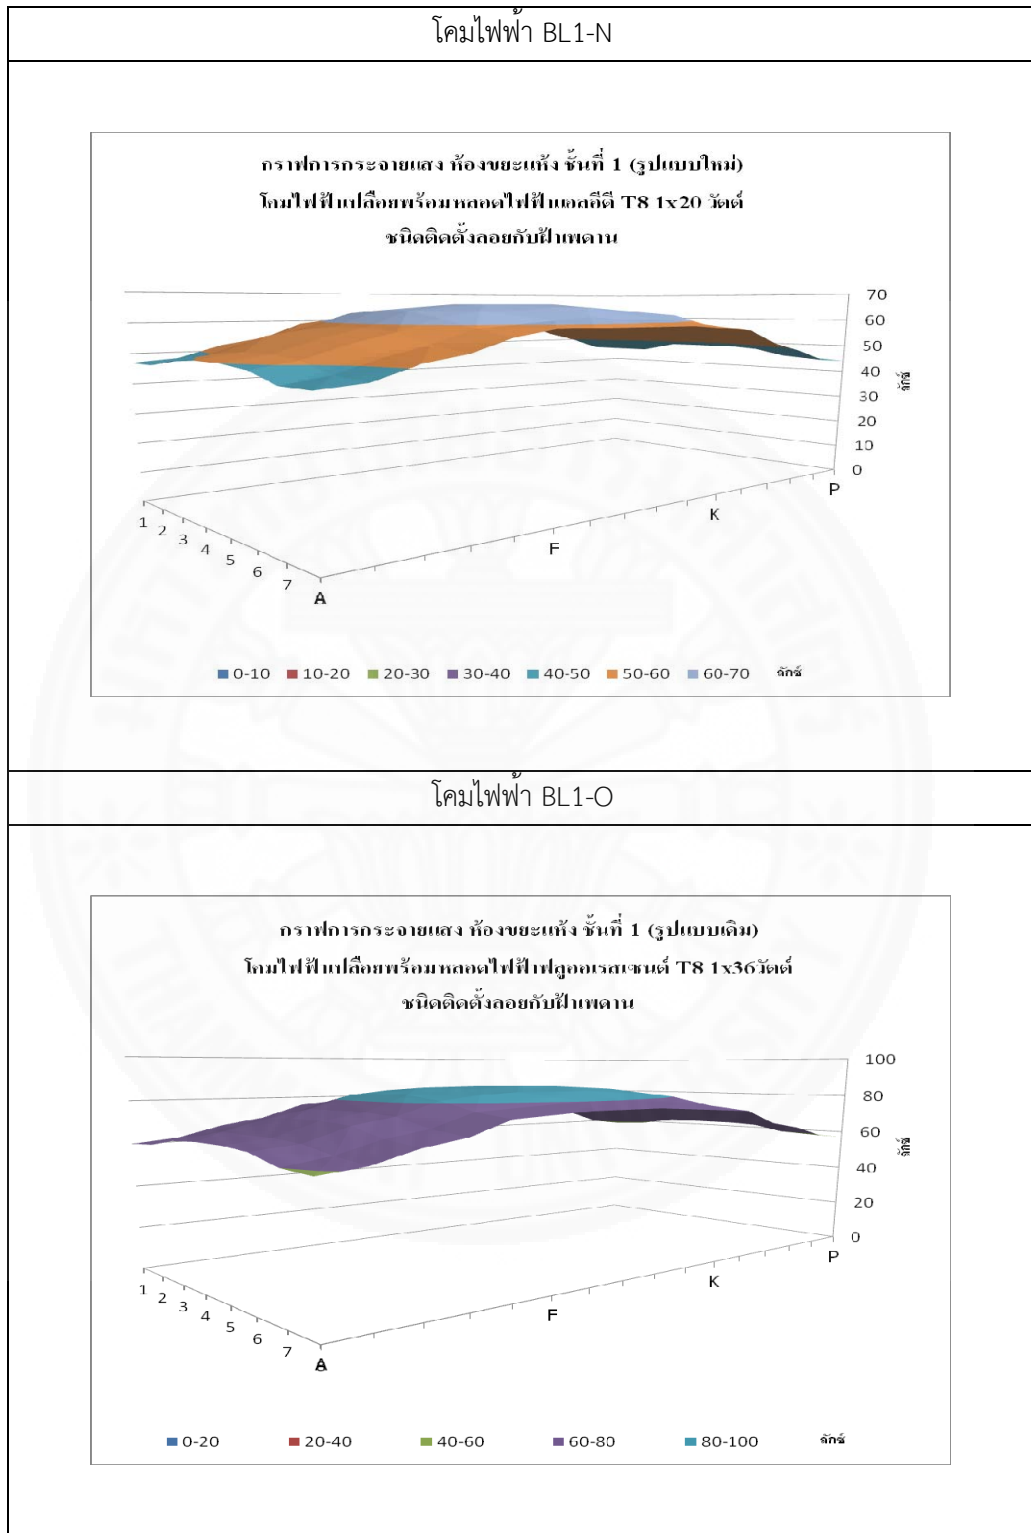 โคมไฟฟ้า BL1-N
กราฟการกระจายแสง ห้องขยะแห้ง ชั้นที่ 1 (รูปแบบใหม่)
โคมไฟฟ้าเปลือยพร้อมหลอดไฟฟ้าแอลอีดี T8 1x20 วัตต์
ชนิดติดตั้งลอยกับฝ้าเพดาน
70
60
50
40
30
20
10
0
ลักซ์
P
K
F
A
1
2
3
4
5
6
7
0-10 10-20 20-30 30-40 40-50 50-60 60-70 ลักซ์
โคมไฟฟ้า BL1-O
กราฟการกระจายแสง ห้องขยะแห้ง ชั้นที่ 1 (รูปแบบเดิม)
โคมไฟฟ้าเปลือยพร้อมหลอดไฟฟ้าฟลูออเรสเซนต์ T8 1x36วัตต์
ชนิดติดตั้งลอยกับฝ้าเพดาน
100
80
60
40
20
0
ลักซ์
P
K
F
A
1
2
3
4
5
6
7
0-20 20-40 40-60 60-80 80-100 ลักซ์